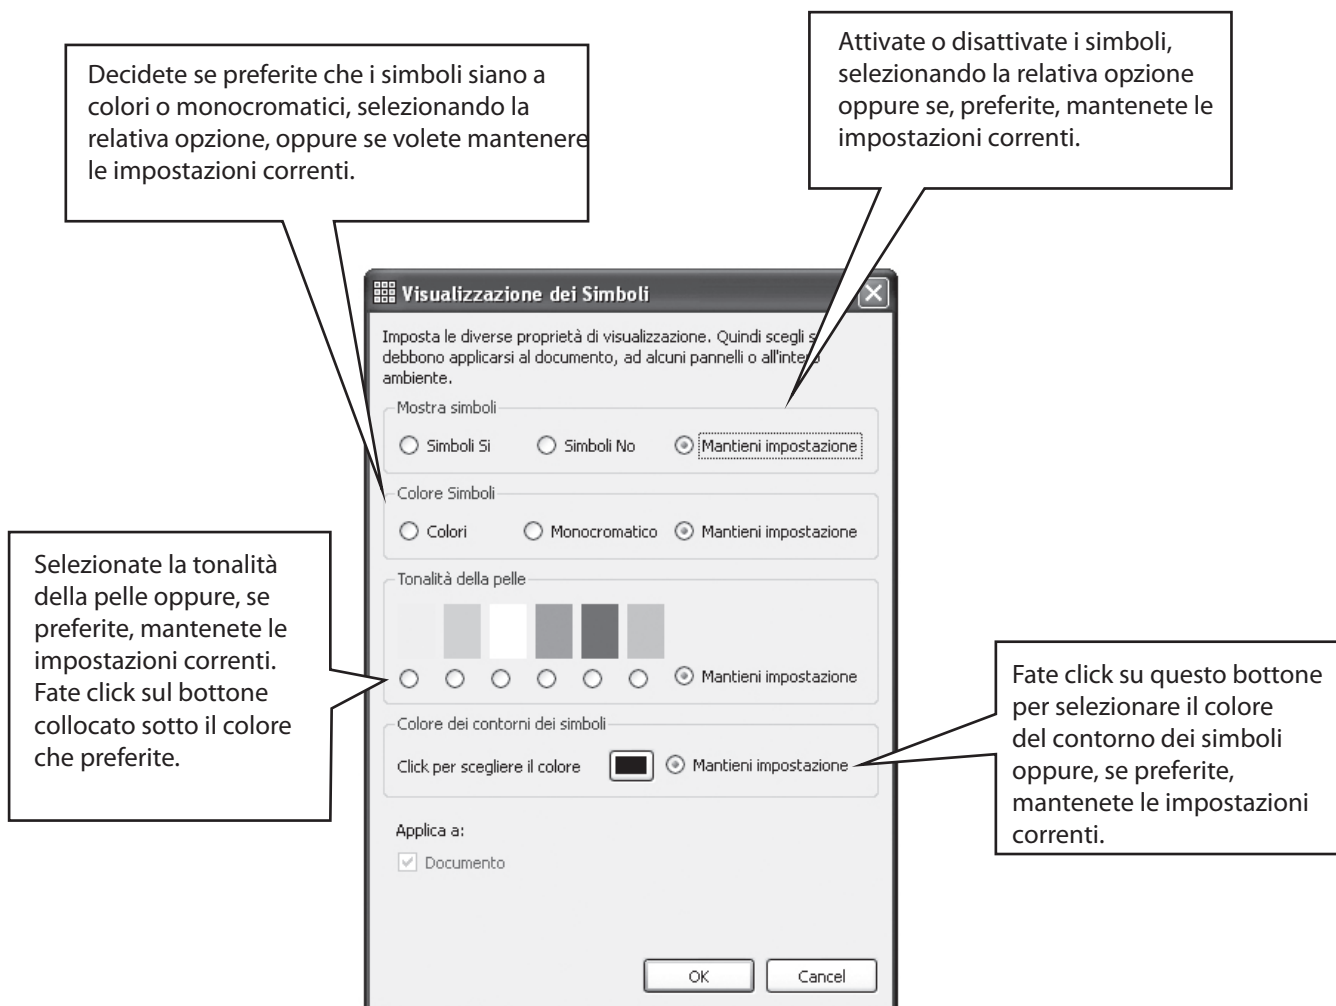 Decidete se preferite che i simboli siano a
colori o monocromatici, selezionando la
relativa opzione, oppure se volete mantenere
le impostazioni correnti.
Attivate o disattivate i simboli,
selezionando la relativa opzione
oppure se, preferite, mantenete le
impostazioni correnti.
Visualizzazione dei Simboli
Imposta le diverse proprietà di visualizzazione. Quindi scegli s
debbono applicarsi al documento, ad alcuni pannelli o all'intero
ambiente.
Mostra simboli
Simboli Si Simboli No Mantieni impostazione
Colore Simboli
Colori Monocromatico Mantieni impostazione
Selezionate la tonalità
della pelle oppure, se
preferite, mantenete le
impostazioni correnti.
Fate click sul bottone
collocato sotto il colore
che preferite.
Tonalità della pelle
Mantieni impostazione
Colore dei contorni dei simboli
Click per scegliere il colore Mantieni impostazione
Fate click su questo bottone
per selezionare il colore
del contorno dei simboli
oppure, se preferite,
mantenete le impostazioni
correnti.
Applica a:
Documento
OK Cancel